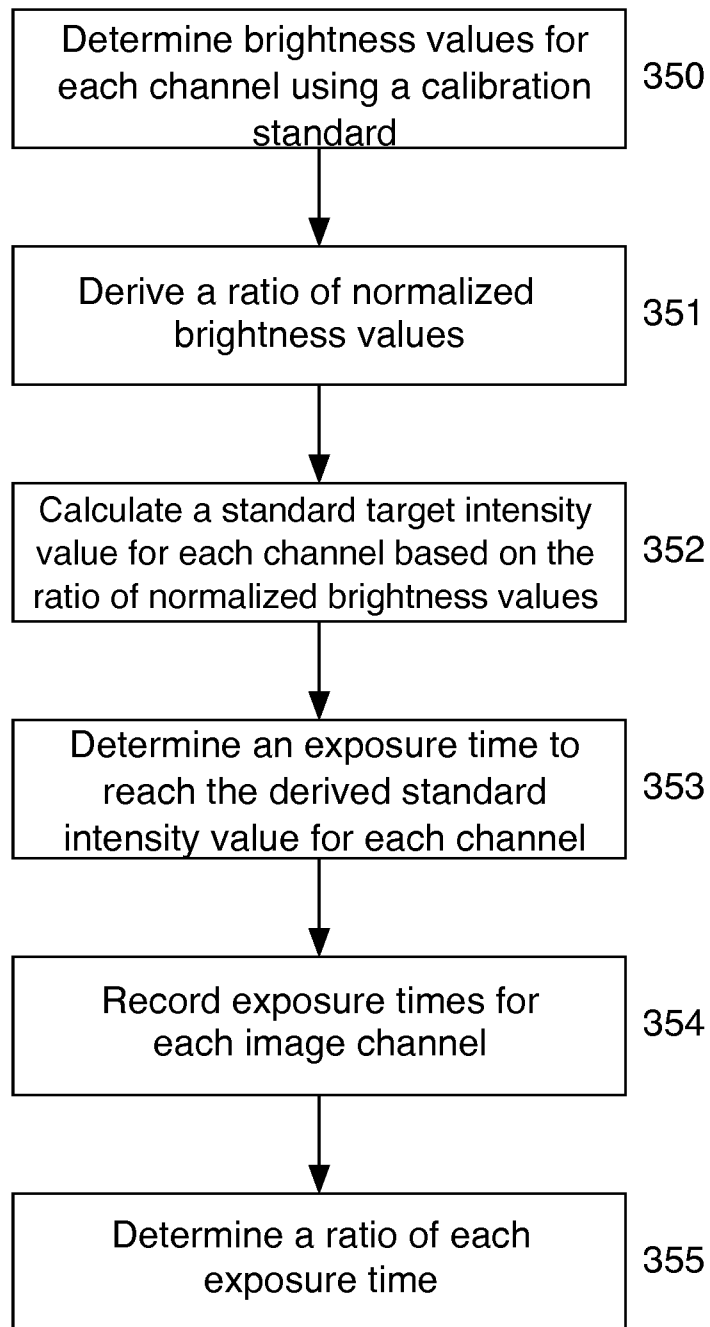 Determine brightness values for
each channel using a calibration
standard
350
Derive a ratio of normalized
brightness values
351
Calculate a standard target intensity
value for each channel based on the
ratio of normalized brightness values
352
Determine an exposure time to
reach the derived standard
intensity value for each channel
353
Record exposure times for
each image channel
354
Determine a ratio of each
exposure time
355